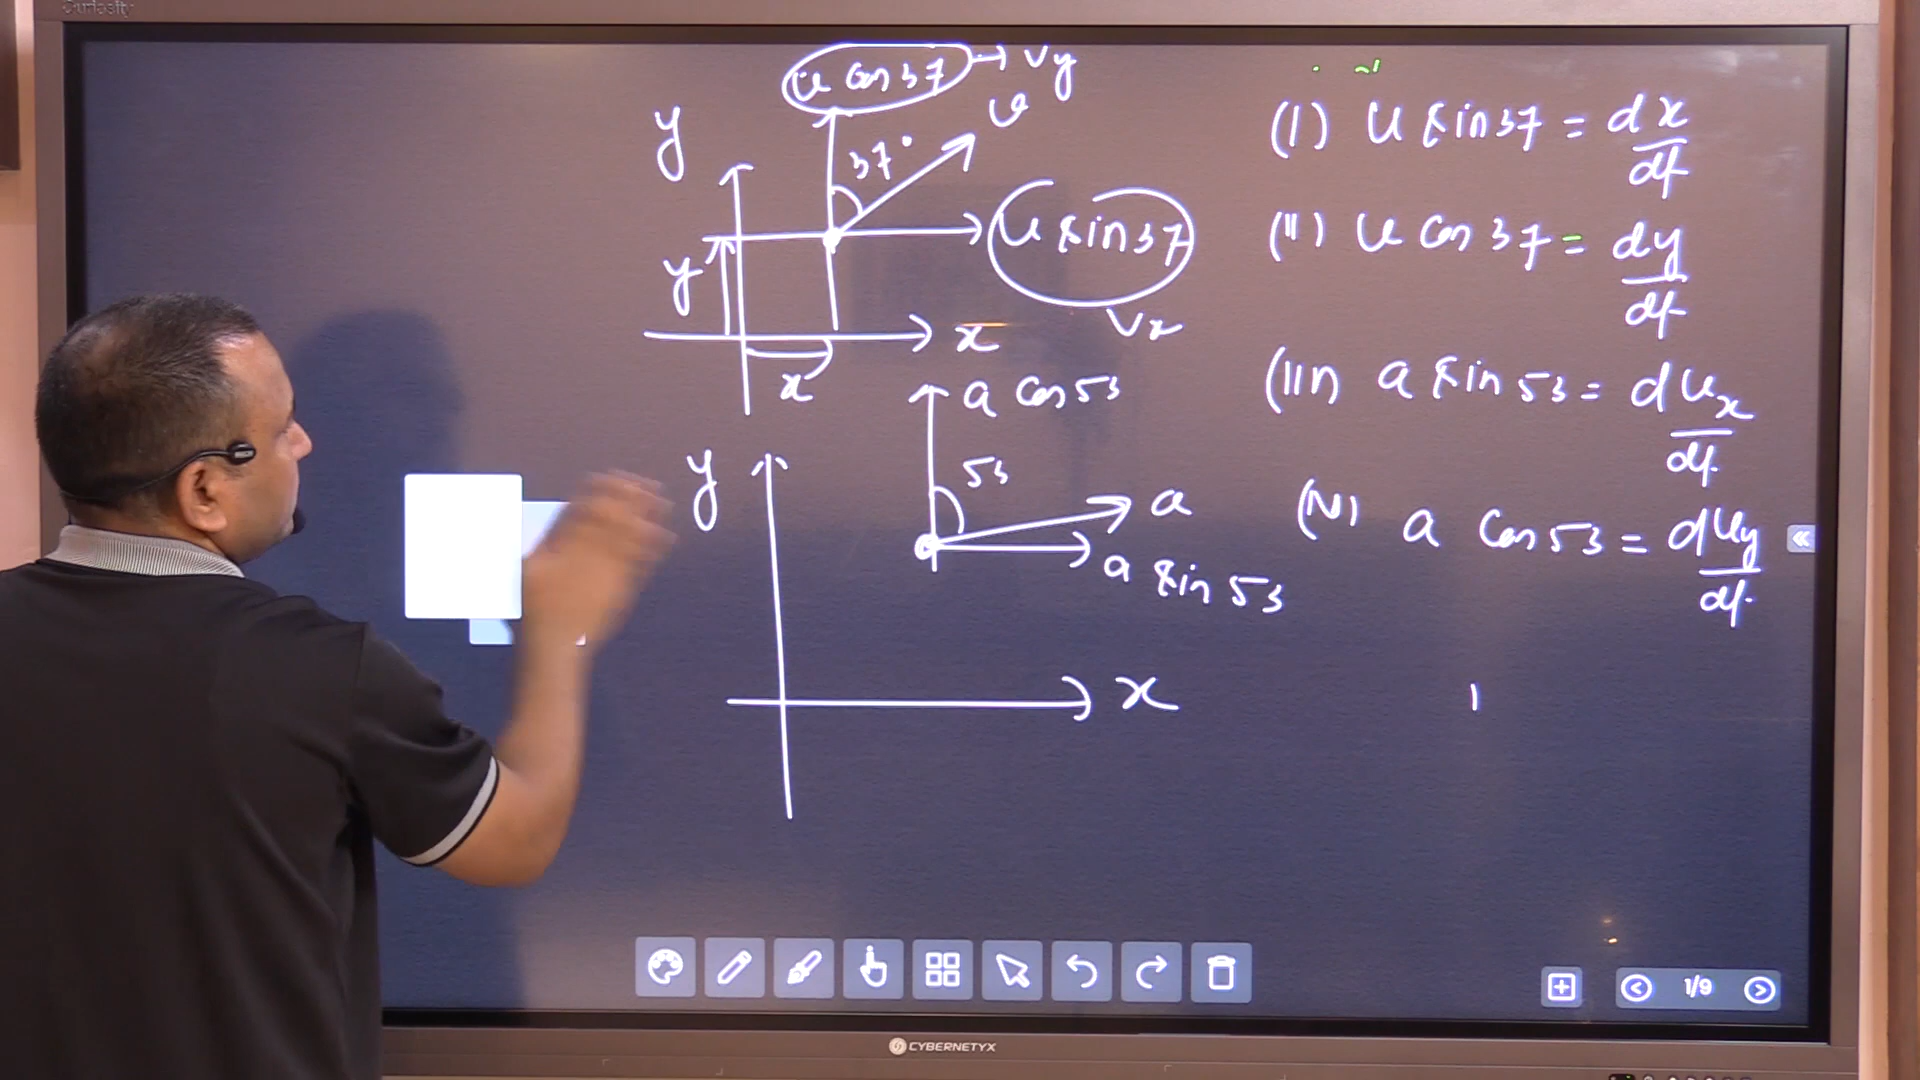 Curiosity
u cos 37 → Vy
y
u
37°
u sin 37
y
Vx
x
x
a cos 53
y
53
a
a sin 53
x
(I) u sin 37 = dx/dt
(II) u cos 37 = dy/dt
(III) a sin 53 = dux/dt
(IV) a cos 53 = duy/dt
1/9
CYBERNETYX